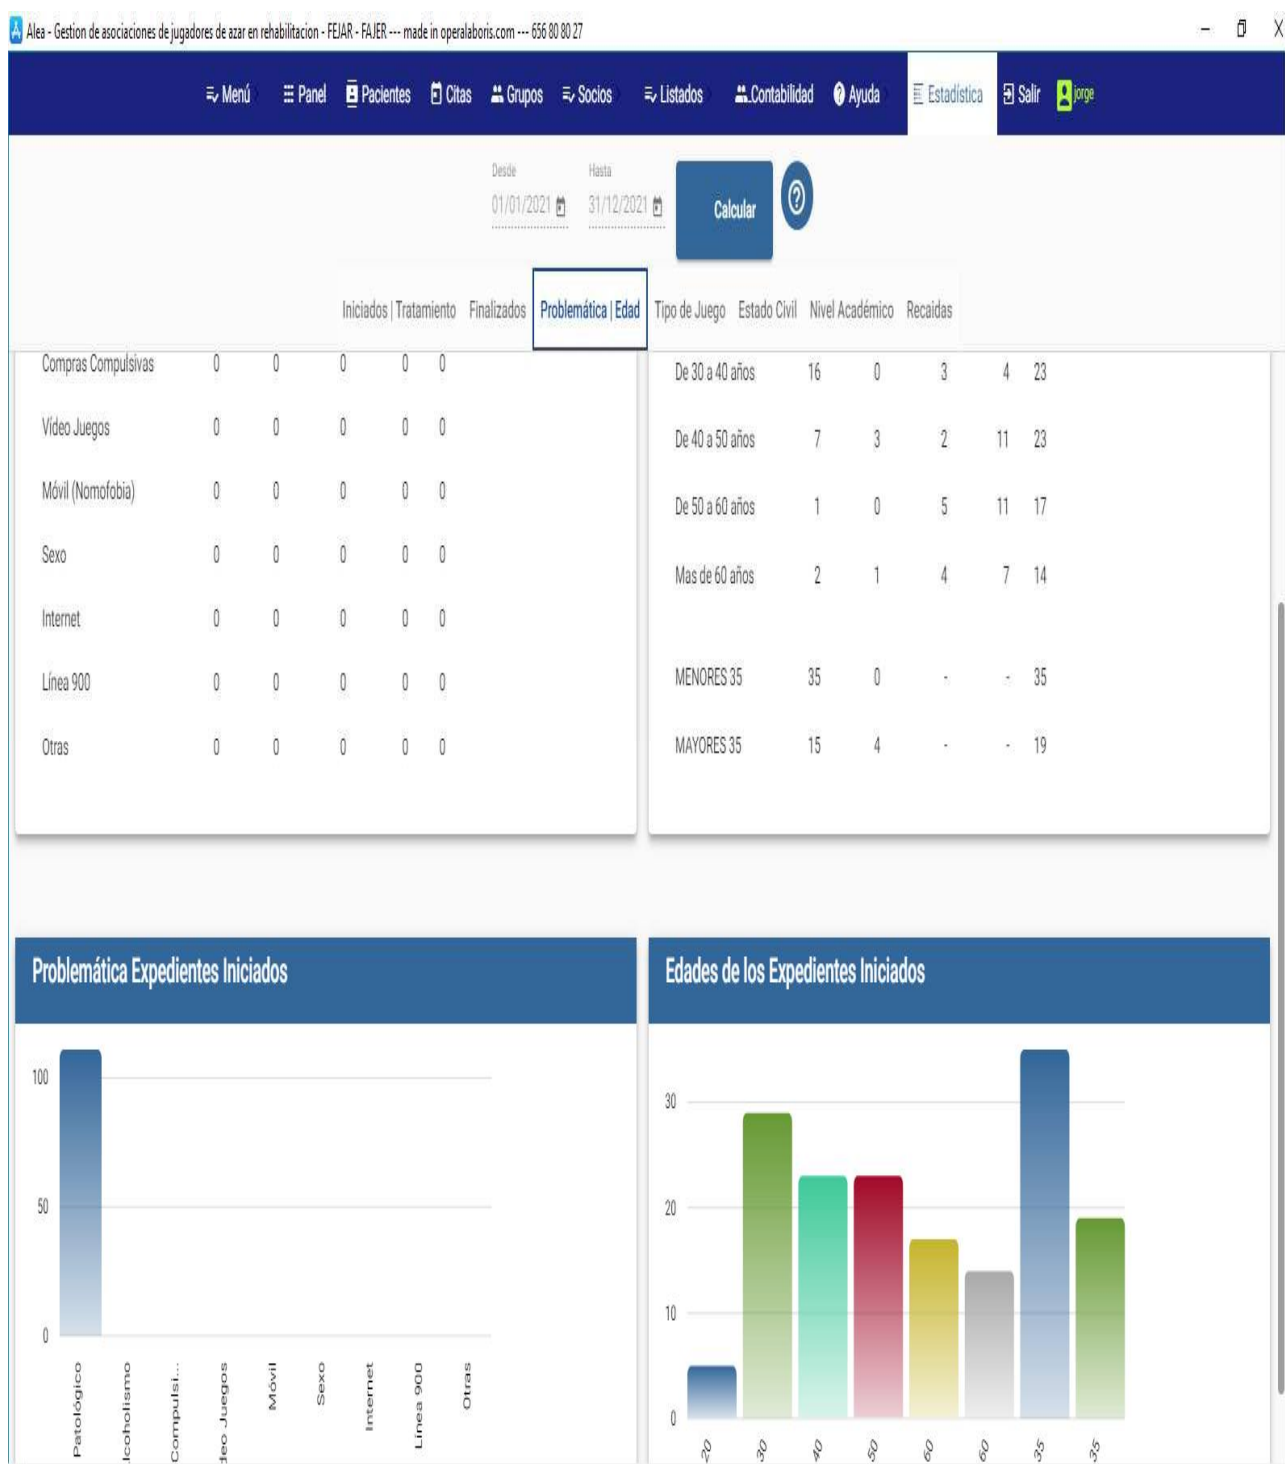 Alea - Gestion de asociaciones de jugadores de azar en rehabilitacion - FEJAR - FAJER --- made in operalaboris.com --- 656 80 80 27
Menú Panel Pacientes Citas Grupos Socios Listados Contabilidad Ayuda Estadística Salir jorge
Desde Hasta
01/01/2021 31/12/2021 Calcular
Iniciados | Tratamiento Finalizados Problemática | Edad Tipo de Juego Estado Civil Nivel Académico Recaidas
Compras Compulsivas 0 0 0 0 0
Vídeo Juegos 0 0 0 0 0
Móvil (Nomofobia) 0 0 0 0 0
Sexo 0 0 0 0 0
Internet 0 0 0 0 0
Línea 900 0 0 0 0 0
Otras 0 0 0 0 0
De 30 a 40 años 16 0 3 4 23
De 40 a 50 años 7 3 2 11 23
De 50 a 60 años 1 0 5 11 17
Mas de 60 años 2 1 4 7 14
MENORES 35 35 0 - - 35
MAYORES 35 15 4 - - 19
Problemática Expedientes Iniciados
100
50
0
Patológico
lcoholismo
Compulsi...
deo Juegos
Móvil
Sexo
Internet
Línea 900
Otras
Edades de los Expedientes Iniciados
30
20
10
0
20 30 40 50 60 60 35 35